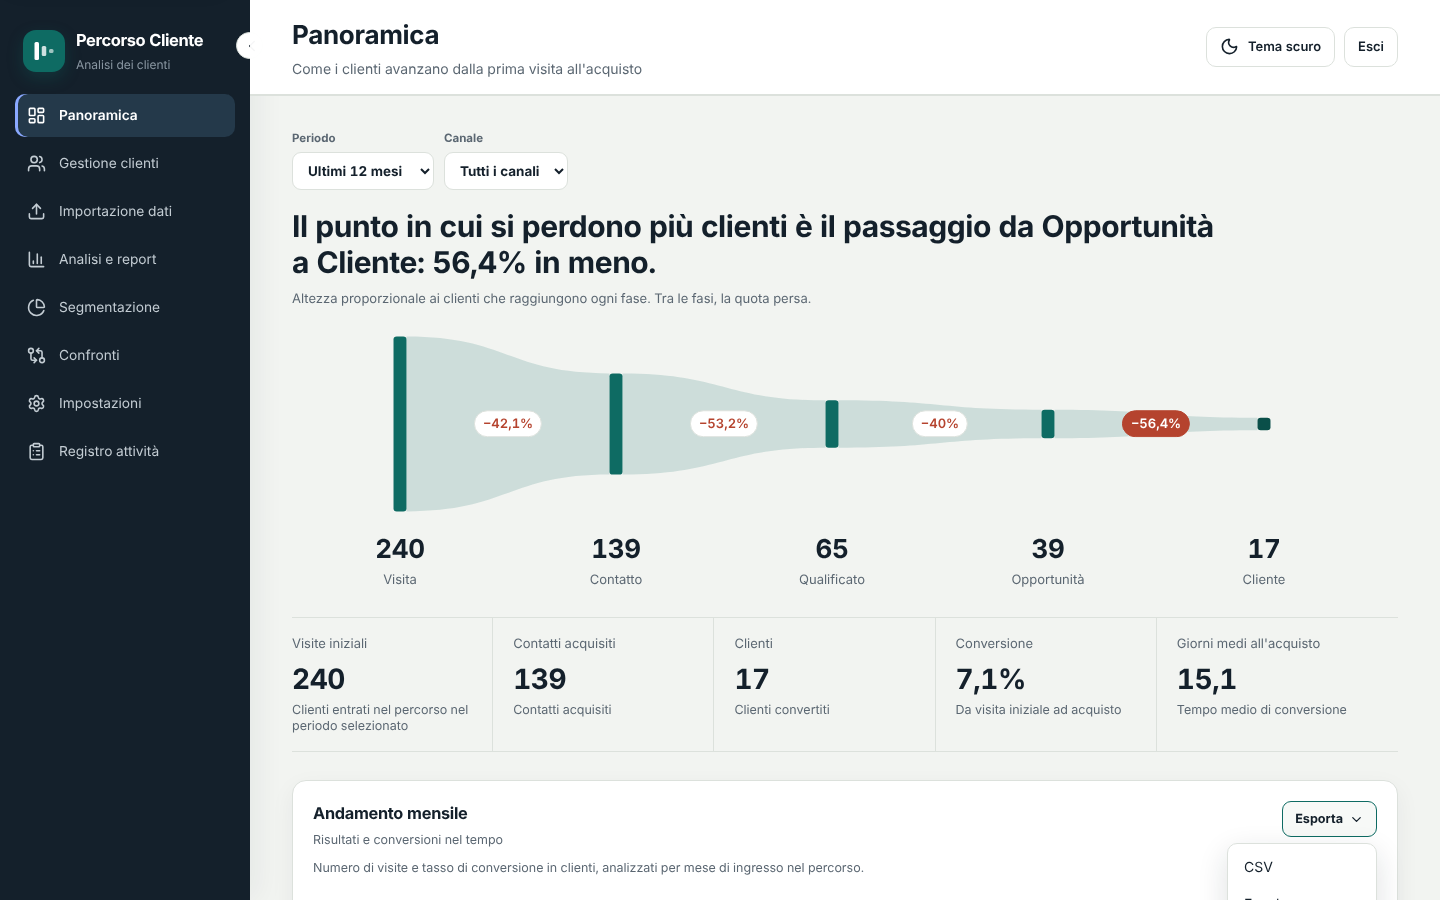 Percorso Cliente
Analisi dei clienti
Panoramica
Gestione clienti
Importazione dati
Analisi e report
Segmentazione
Confronti
Impostazioni
Registro attività
Panoramica
Come i clienti avanzano dalla prima visita all'acquisto
Tema scuro
Esci
Periodo
Canale
Ultimi 12 mesi
Tutti i canali
Il punto in cui si perdono più clienti è il passaggio da Opportunità
a Cliente: 56,4% in meno.
Altezza proporzionale ai clienti che raggiungono ogni fase. Tra le fasi, la quota persa.
−42,1%
−53,2%
−40%
−56,4%
240
139
65
39
17
Visita
Contatto
Qualificato
Opportunità
Cliente
Visite iniziali
240
Clienti entrati nel percorso nel
periodo selezionato
Contatti acquisiti
139
Contatti acquisiti
Clienti
17
Clienti convertiti
Conversione
7,1%
Da visita iniziale ad acquisto
Giorni medi all'acquisto
15,1
Tempo medio di conversione
Andamento mensile
Risultati e conversioni nel tempo
Numero di visite e tasso di conversione in clienti, analizzati per mese di ingresso nel percorso.
Esporta
CSV